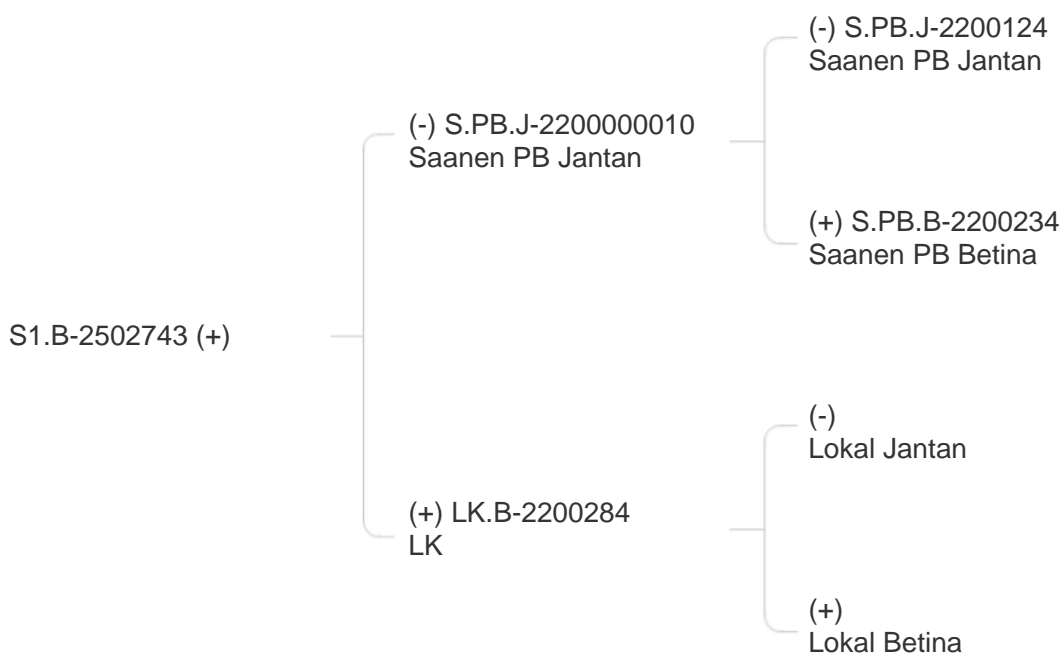 (-) S.PB.J-2200124
Saanen PB Jantan
(-) S.PB.J-2200000010
Saanen PB Jantan
(+) S.PB.B-2200234
Saanen PB Betina
S1.B-2502743 (+)
(-)
Lokal Jantan
(+) LK.B-2200284
LK
(+)
Lokal Betina